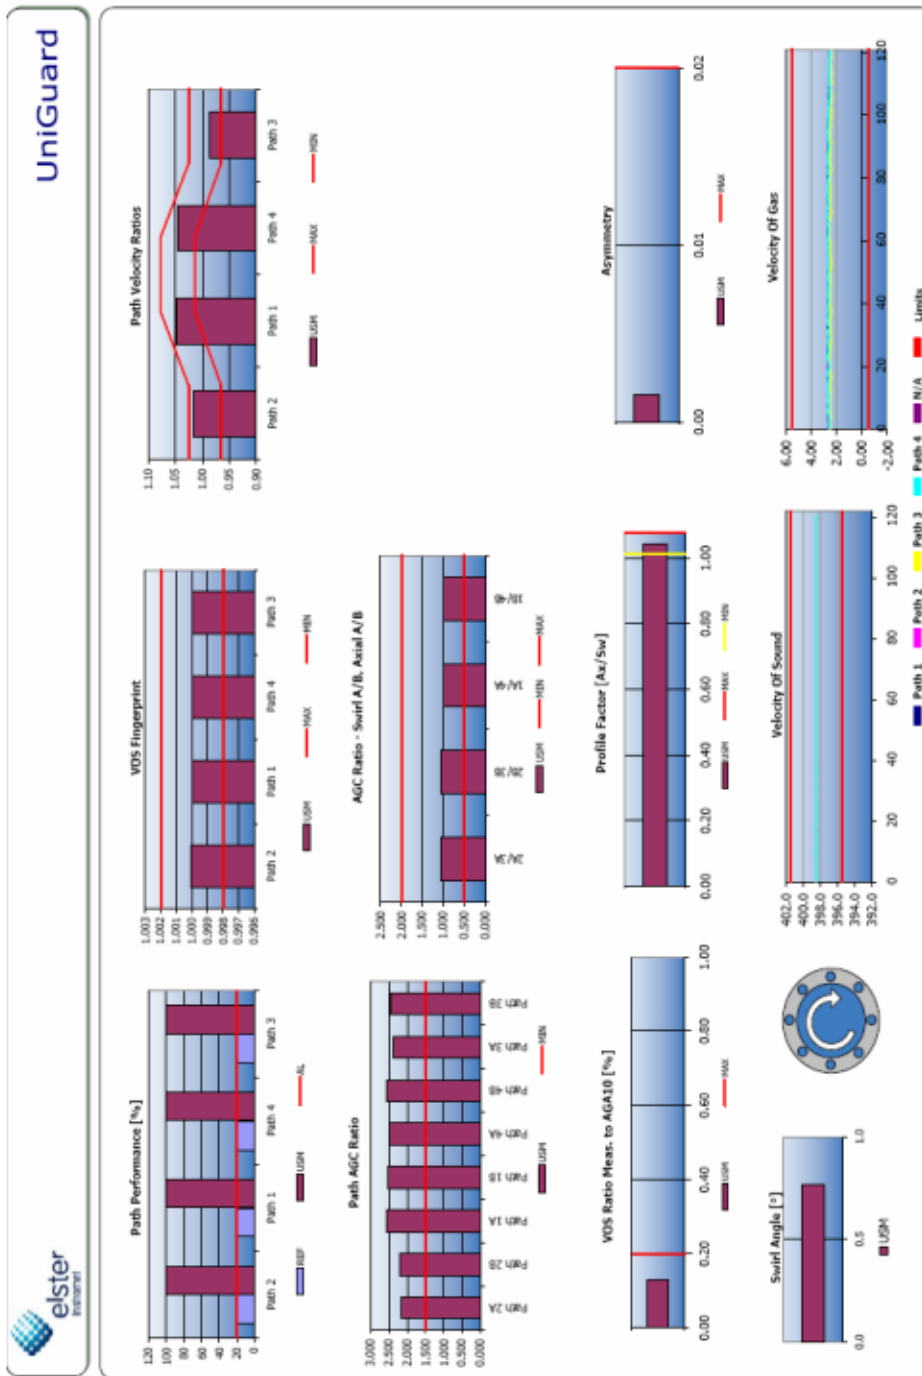 elster
Instromet
UniGuard
Path Performance [%]
120
100
80
60
40
20
0
Path 2
Path 1
Path 4
Path 3
REF
USM
AL
VOS Fingerprint
1.003
1.002
1.001
1.000
0.999
0.998
0.997
0.996
Path 2
Path 1
Path 4
Path 3
USM
MAX
MIN
Path Velocity Ratios
1.10
1.05
1.00
0.95
0.90
Path 2
Path 1
Path 4
Path 3
USM
MAX
MIN
Path AGC Ratio
3.000
2.500
2.000
1.500
1.000
0.500
0.000
Path 2A
Path 2B
Path 1A
Path 1B
Path 4A
Path 4B
Path 3A
Path 3B
USM
MIN
AGC Ratio - Swirl A/B, Axial A/B
2.500
2.000
1.500
1.000
0.500
0.000
2A/3A
2B/3B
1A/4A
1B/4B
USM
MIN
MAX
VOS Ratio Meas. to AGA10 [%]
0.00
0.20
0.40
0.60
0.80
1.00
USM
MAX
Profile Factor [Ax/Sw]
0.00
0.20
0.40
0.60
0.80
1.00
USM
MAX
MIN
Asymmetry
0.00
0.01
0.02
USM
MAX
Swirl Angle [°]
0.0
0.5
1.0
USM
Velocity Of Sound
402.0
400.0
398.0
396.0
394.0
392.0
0
20
40
60
80
100
120
Velocity Of Gas
6.00
4.00
2.00
0.00
-2.00
0
20
40
60
80
100
120
Path 1
Path 2
Path 3
Path 4
N/A
Limits